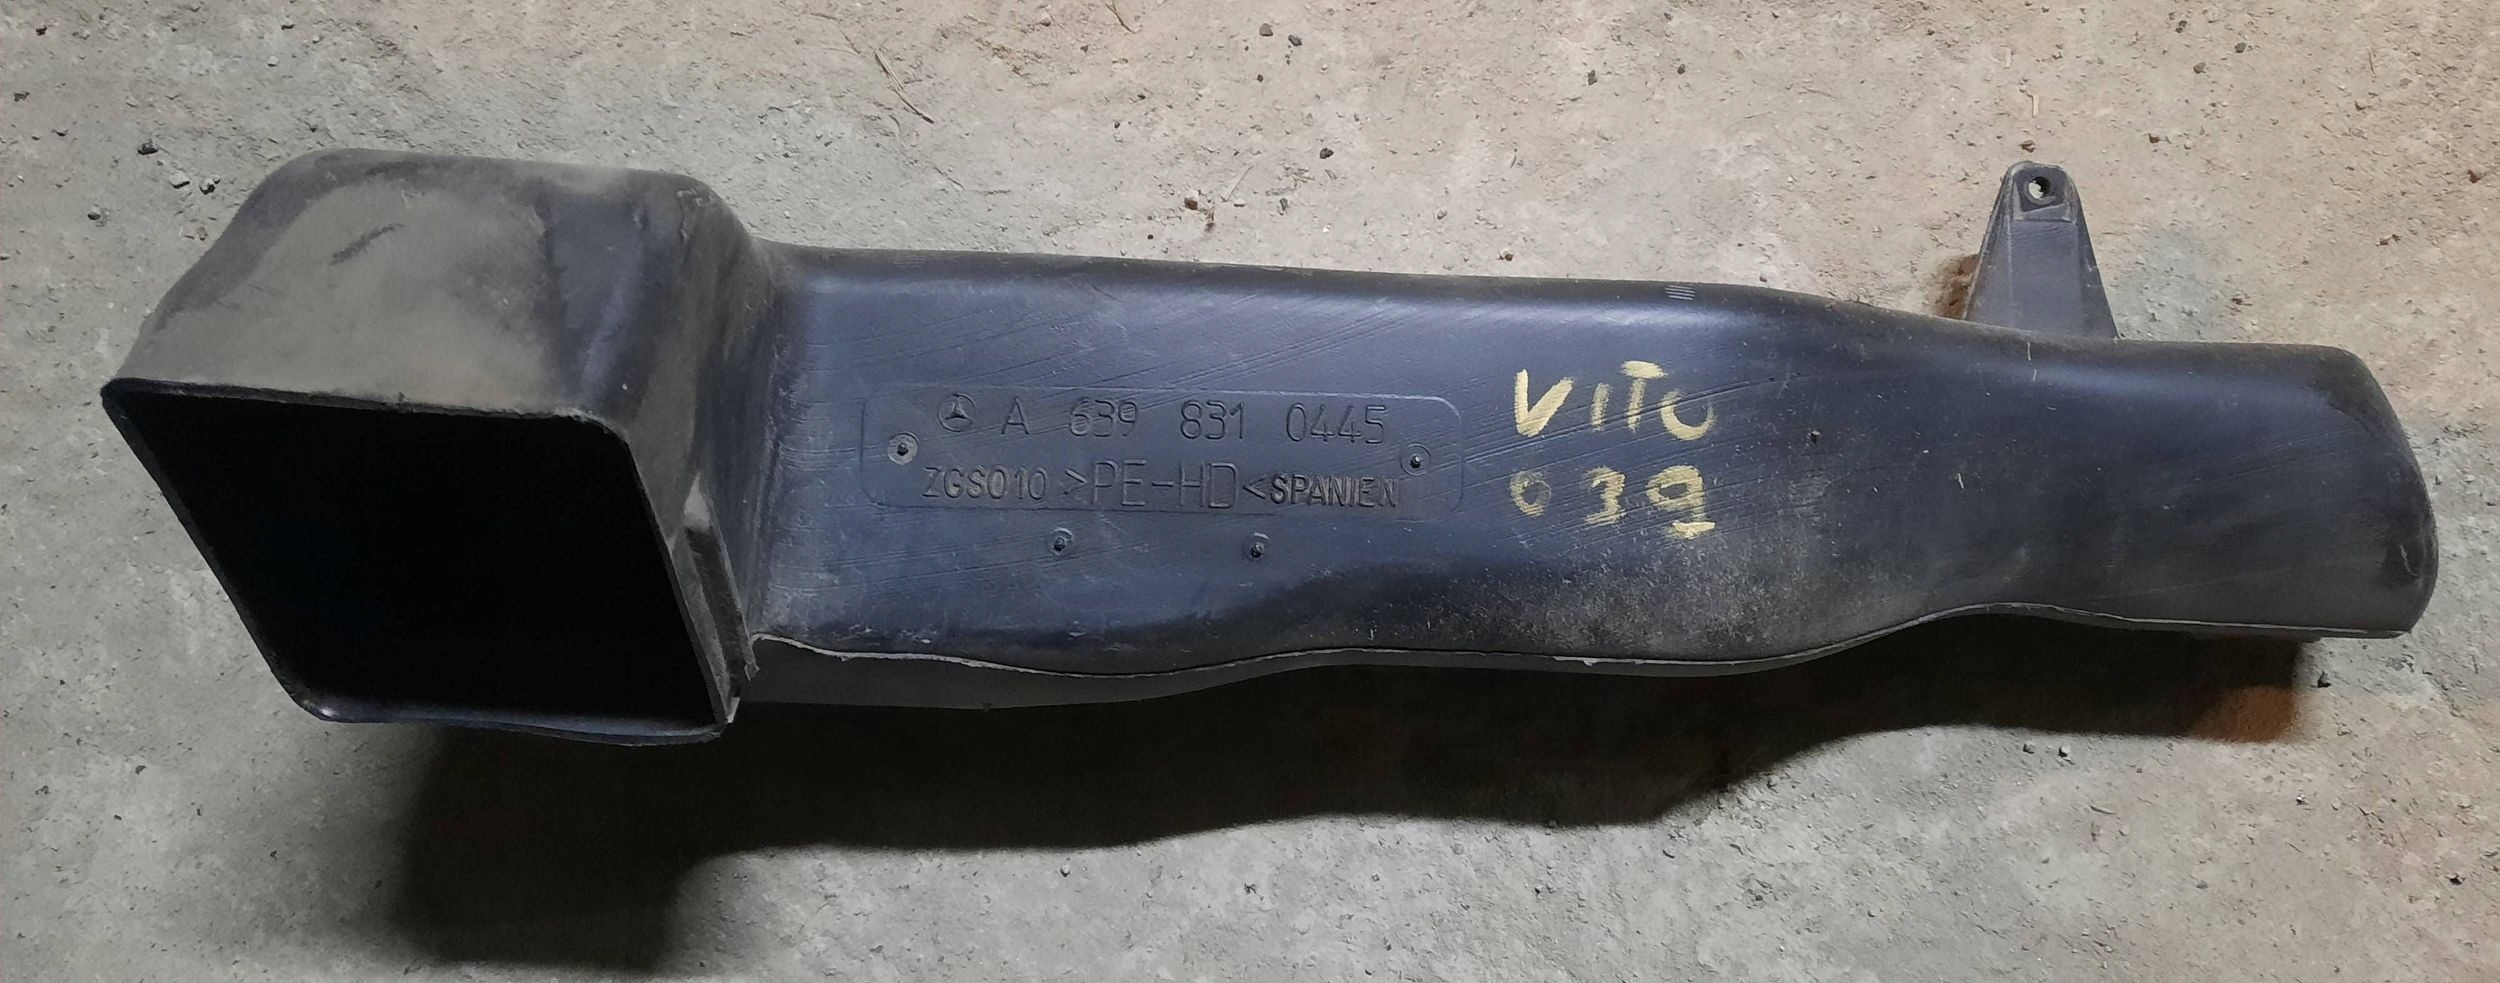 A 639 831 0445
ZGS010 >PE-HD< SPANIEN
VITO
639